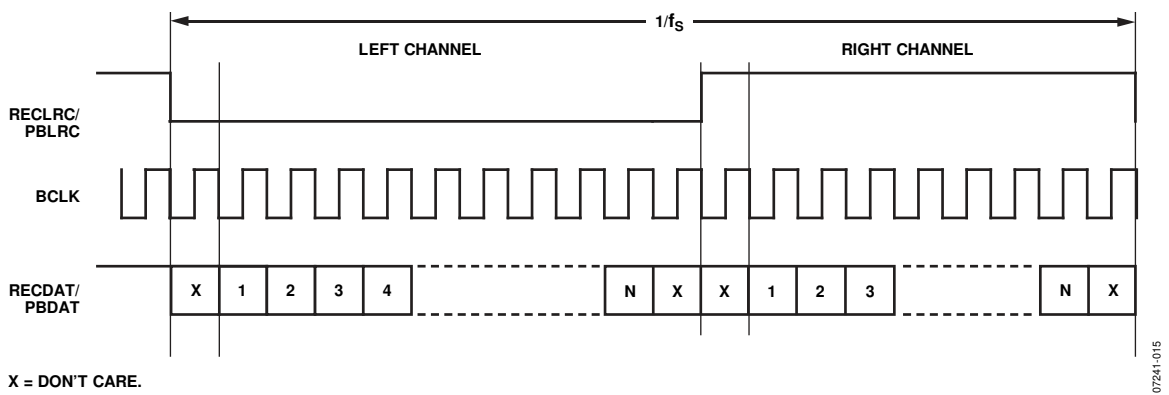 1/fS
LEFT CHANNEL
RIGHT CHANNEL
RECLRC/
PBLRC
BCLK
RECDAT/
PBDAT
X 1 2 3 4 N X X 1 2 3 N X
X = DON'T CARE.
07241-015